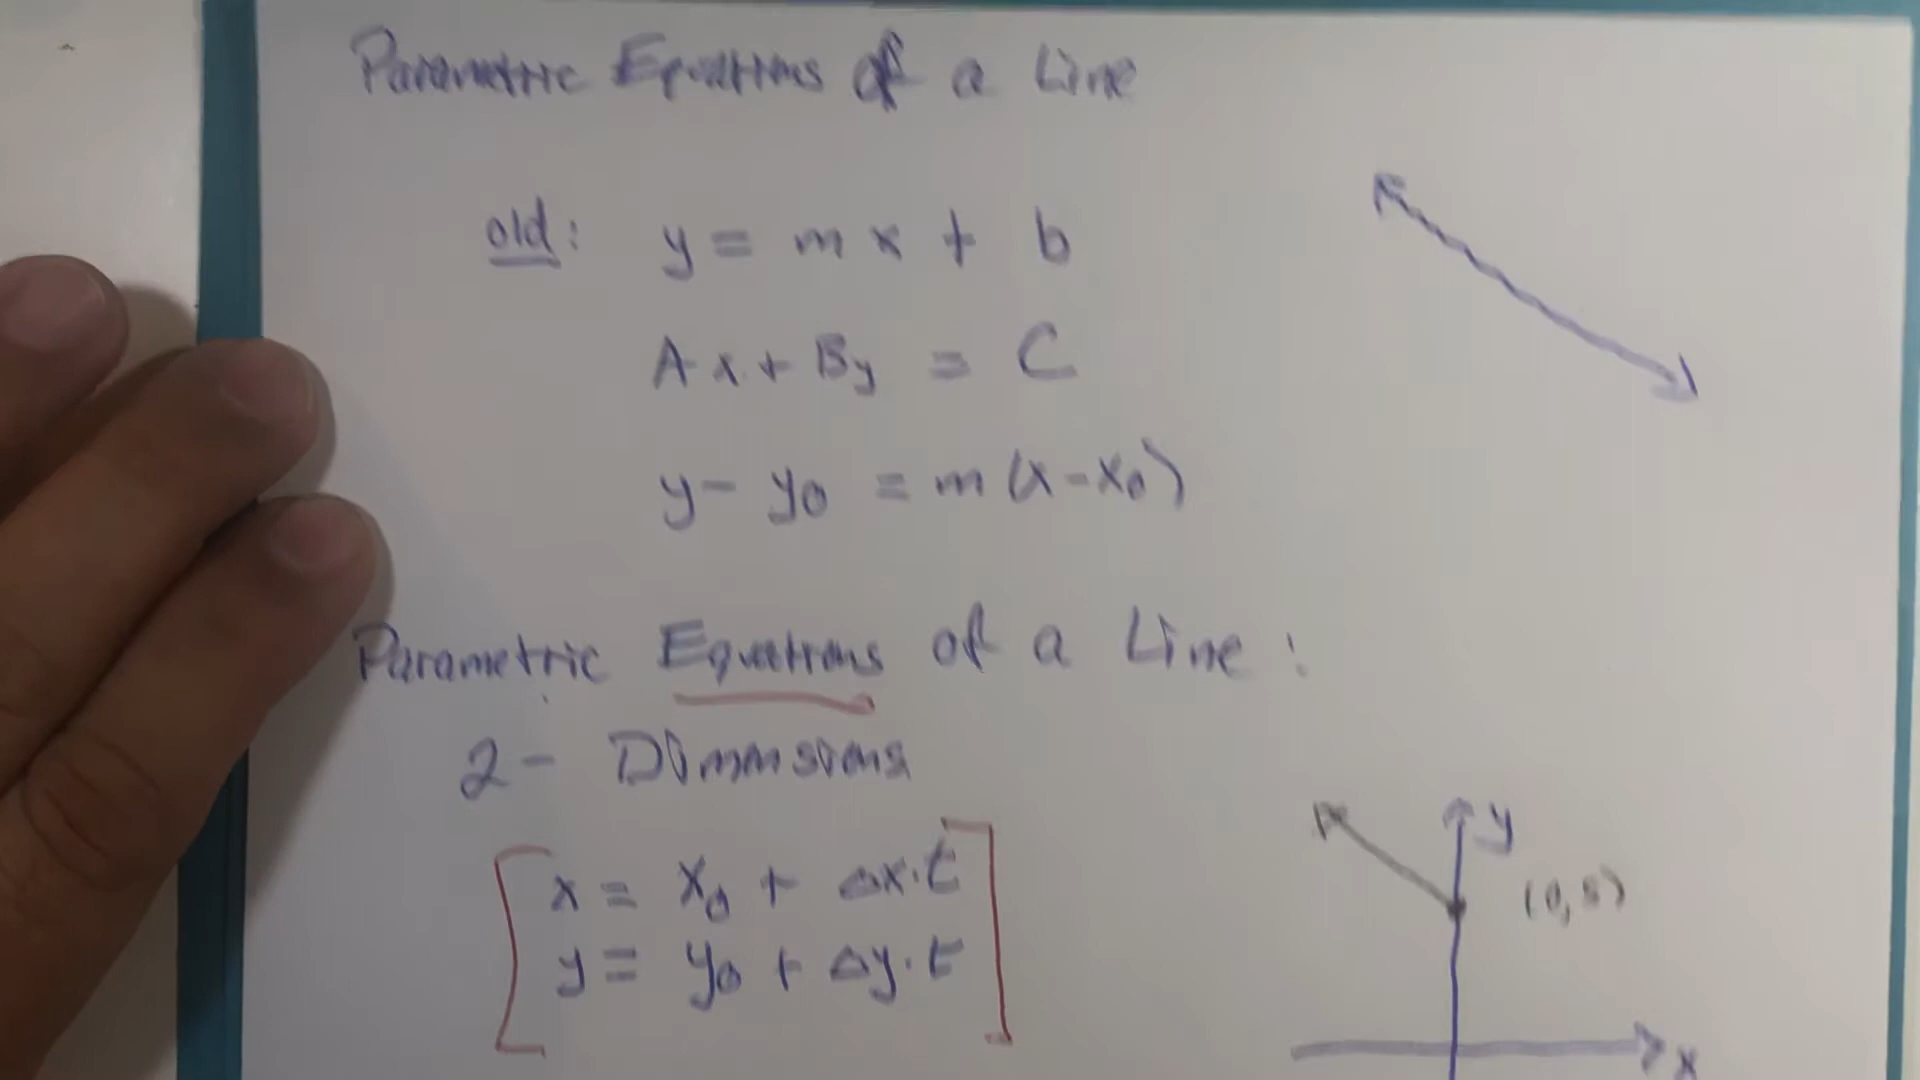 Parametric Equations of a Line
old: y = mx + b
Ax + By = C
y - y₀ = m(x - x₀)
Parametric Equations of a Line:
2 - Dimensions
x = x₀ + Δx·t
y = y₀ + Δy·t
y
(0,5)
x